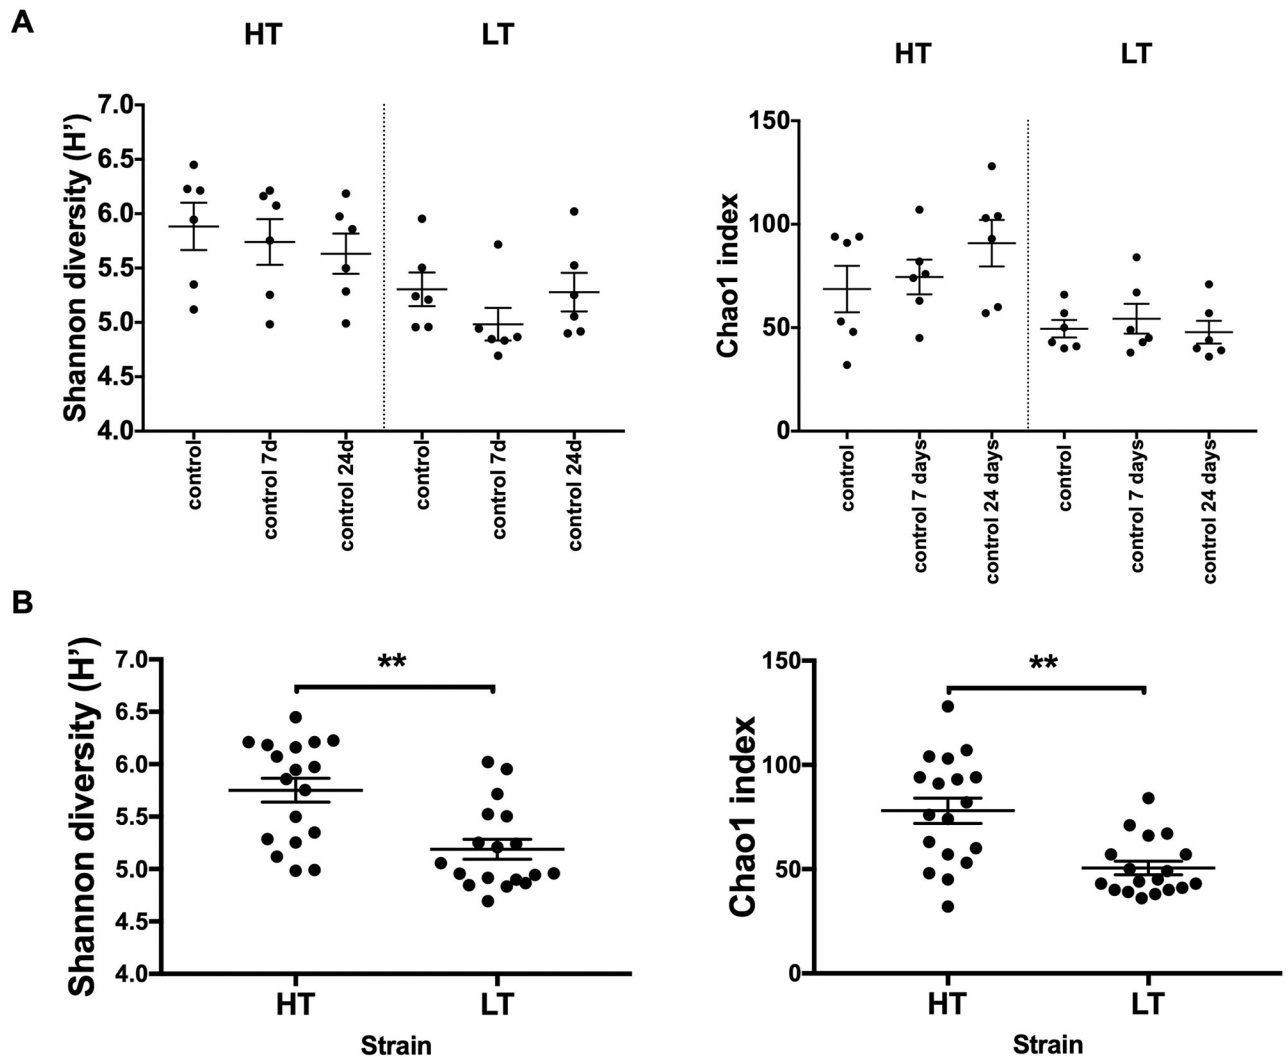 A
HT
LT
Shannon diversity (H’)
7.0
6.5
6.0
5.5
5.0
4.5
4.0
control
control 7d
control 24d
control
control 7d
control 24d
HT
LT
Chao1 index
150
100
50
0
control
control 7 days
control 24 days
control
control 7 days
control 24 days
B
Shannon diversity (H’)
7.0
6.5
6.0
5.5
5.0
4.5
4.0
**
HT
LT
Strain
Chao1 index
150
100
50
0
**
HT
LT
Strain